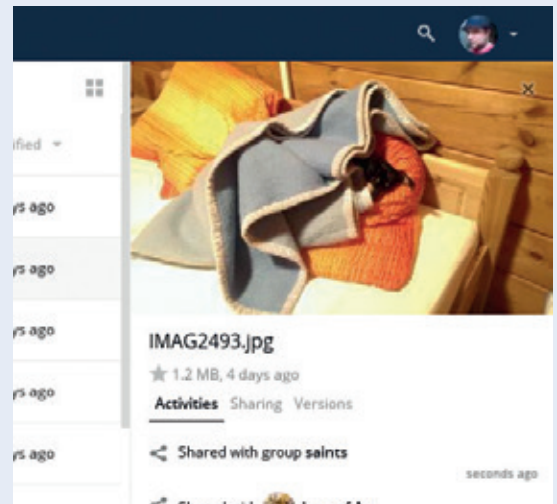 ys ago
ys ago
ys ago
ys ago
ys ago
IMAG2493.jpg
1.2 MB, 4 days ago
Activities Sharing Versions
Shared with group saints
seconds ago